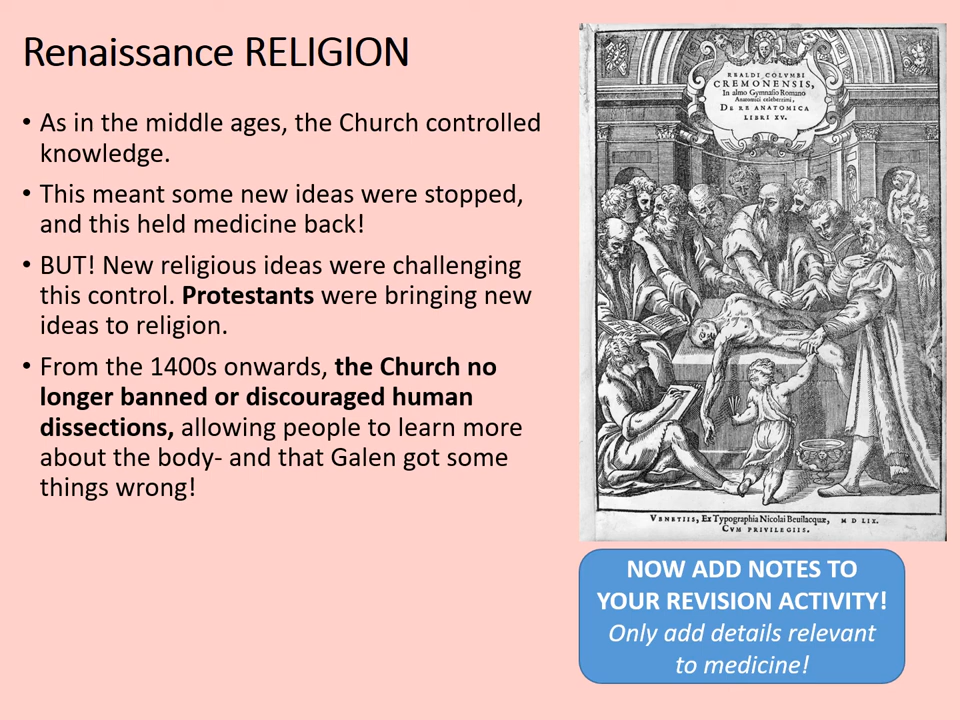 Renaissance RELIGION
• As in the middle ages, the Church controlled
knowledge.
• This meant some new ideas were stopped,
and this held medicine back!
• BUT! New religious ideas were challenging
this control. Protestants were bringing new
ideas to religion.
• From the 1400s onwards, the Church no
longer banned or discouraged human
dissections, allowing people to learn more
about the body- and that Galen got some
things wrong!
REALDI COLVMBI
CREMONENSIS,
In almo Gymnasio Romano
Anatomici celeberrimi,
DE RE ANATOMICA
LIBRI XV.
VENETIIS, Ex Typographia Nicolai Beuilacquæ, M D LIX.
CVM PRIVILEGIIS.
NOW ADD NOTES TO
YOUR REVISION ACTIVITY!
Only add details relevant
to medicine!